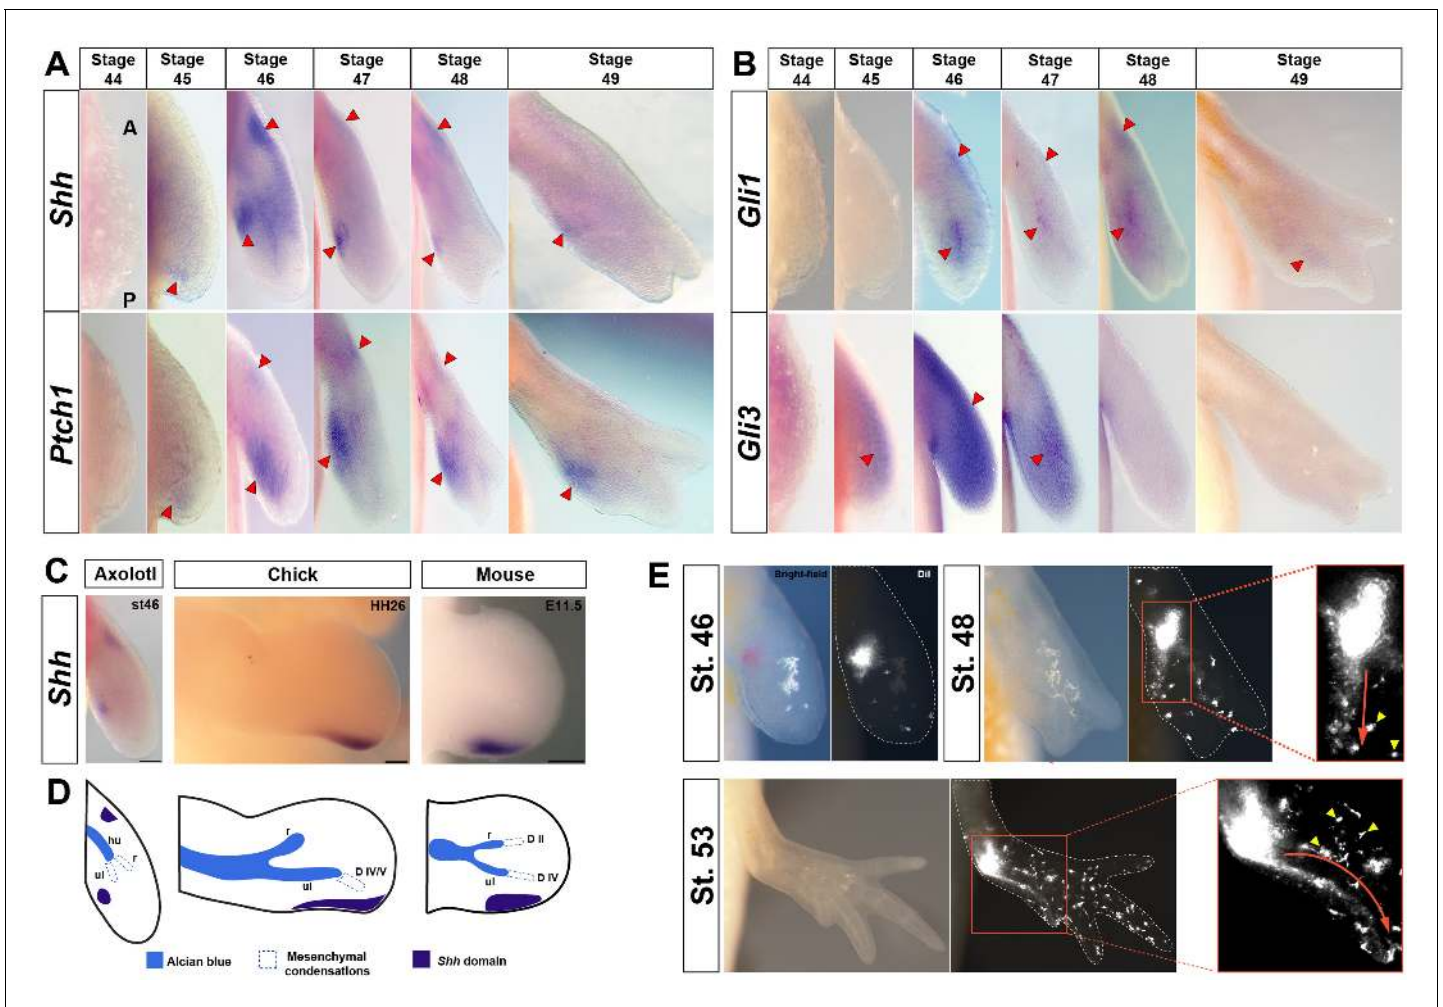 A
Stage 44
Stage 45
Stage 46
Stage 47
Stage 48
Stage 49
Shh
A
P
Ptch1
B
Stage 44
Stage 45
Stage 46
Stage 47
Stage 48
Stage 49
Gli1
Gli3
C
Axolotl
Chick
Mouse
Shh
st46
HH26
E11.5
D
hu
r
ul
r
ul
D IV/V
r
D II
ul
D IV
Alcian blue
Mesenchymal
condensations
Shh domain
E
St. 46
Bright-field
DiI
St. 48
St. 53